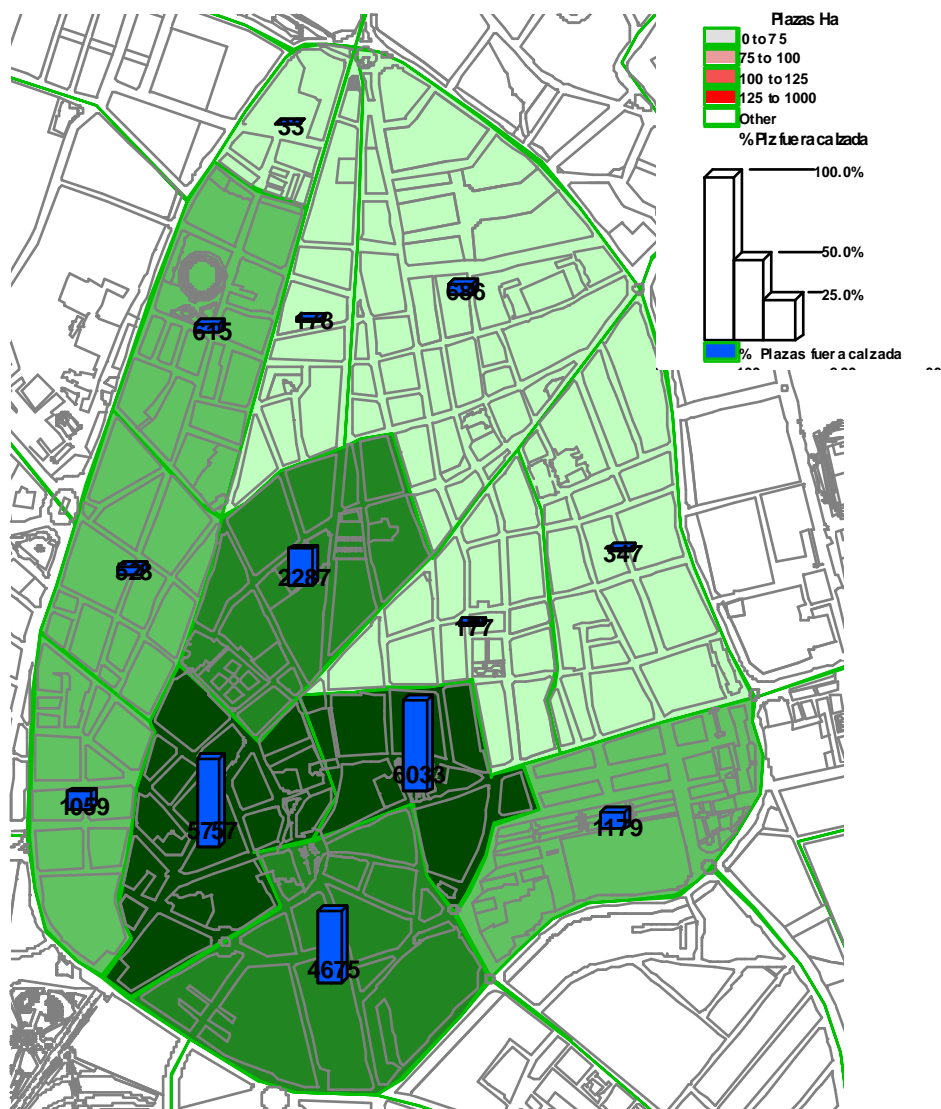 Plazas Ha
0 to 75
75 to 100
100 to 125
125 to 1000
Other
% Plz fuera calzada
100.0%
50.0%
25.0%
% Plazas fuera calzada
33
686
178
615
2287
347
528
177
6033
1059
5757
1179
4675